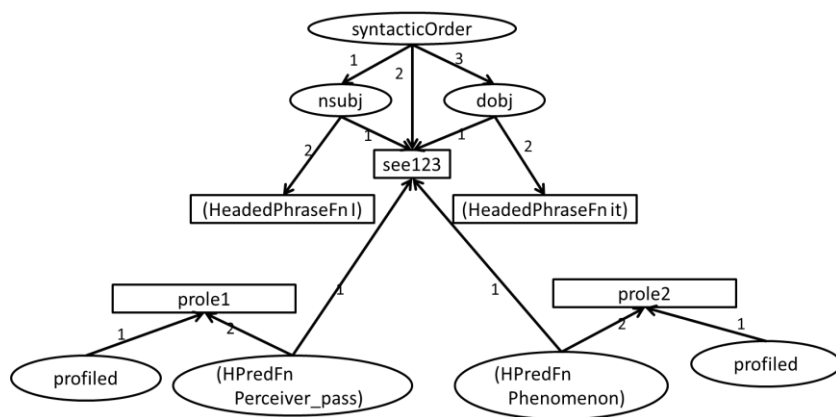 syntacticOrder
1
2
3
nsubj
dobj
1
1
2
2
see123
(HeadedPhraseFn I)
(HeadedPhraseFn it)
1
1
prole1
prole2
1
2
2
1
profiled
(HPredFn
Perceiver_pass)
(HPredFn
Phenomenon)
profiled